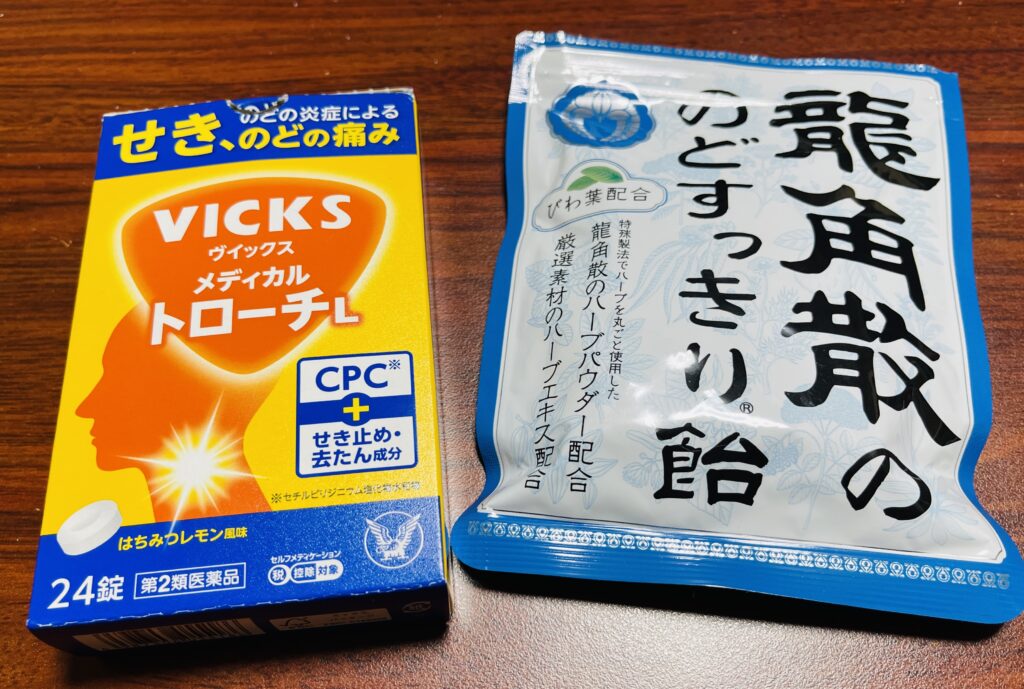 のどの炎症による
せき、のどの痛み
VICKS
ヴイックス
メディカル
トローチL
CPC※
+
せき止め・
去たん成分
※セチルピリジニウム塩化物水和物
はちみつレモン風味
24錠
第2類医薬品
セルフメディケーション
税 控除 対象
龍角散の
のどすっきり®飴
びわ葉配合
特殊製法でハーブを丸ごと使用した
龍角散のハーブパウダー配合
厳選素材のハーブエキス配合